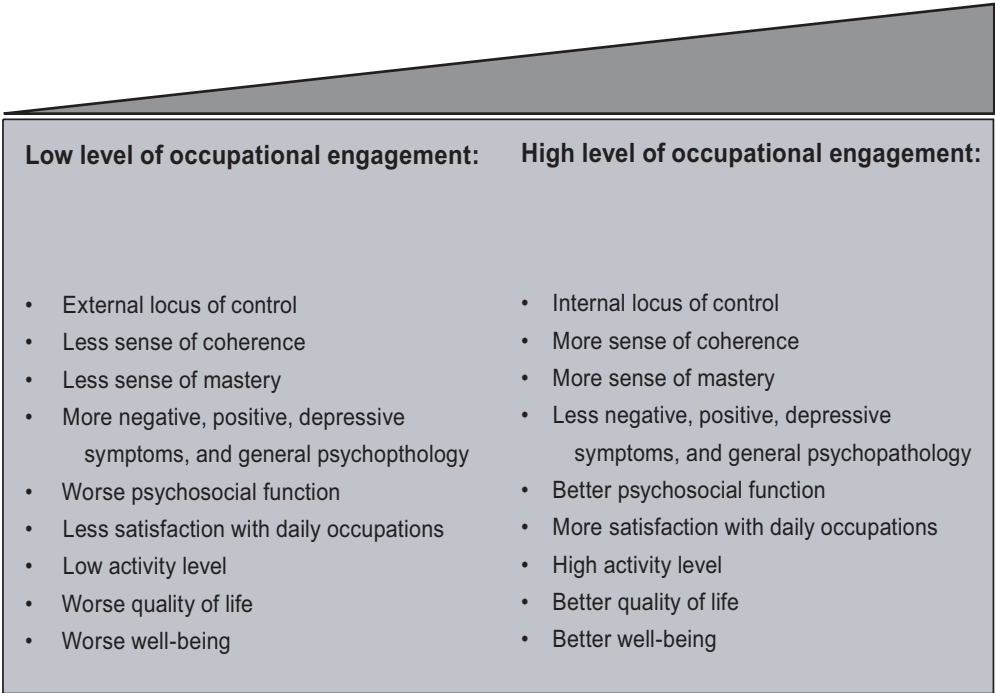 Low level of occupational engagement:
• External locus of control
• Less sense of coherence
• Less sense of mastery
• More negative, positive, depressive
symptoms, and general psychopthology
• Worse psychosocial function
• Less satisfaction with daily occupations
• Low activity level
• Worse quality of life
• Worse well-being
High level of occupational engagement:
• Internal locus of control
• More sense of coherence
• More sense of mastery
• Less negative, positive, depressive
symptoms, and general psychopathology
• Better psychosocial function
• More satisfaction with daily occupations
• High activity level
• Better quality of life
• Better well-being